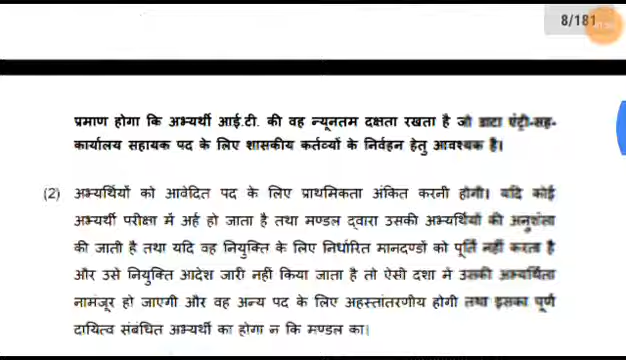 8/181
प्रमाण होगा कि अभ्यर्थी आई.टी. की वह न्यूनतम दक्षता रखता है जो डाटा एंट्री-सह-
कार्यालय सहायक पद के लिए शासकीय कर्तव्यों के निर्वहन हेतु आवश्यक है।
(2) अभ्यर्थियों को आवेदित पद के लिए प्राथमिकता अंकित करनी होगी। यदि कोई
अभ्यर्थी परीक्षा में अर्ह हो जाता है तथा मण्डल द्वारा उसकी अभ्यर्थियों की अनुशंसा
की जाती है तथा यदि वह नियुक्ति के लिए निर्धारित मानदण्डों को पूर्ति नहीं करता है
और उसे नियुक्ति आदेश जारी नहीं किया जाता है तो ऐसी दशा में उसकी अभ्यर्थिता
नामंजूर हो जाएगी और वह अन्य पद के लिए अहस्तांतरणीय होगी तथा इसका पूर्ण
दायित्व संबंधित अभ्यर्थी का होगा न कि मण्डल का।